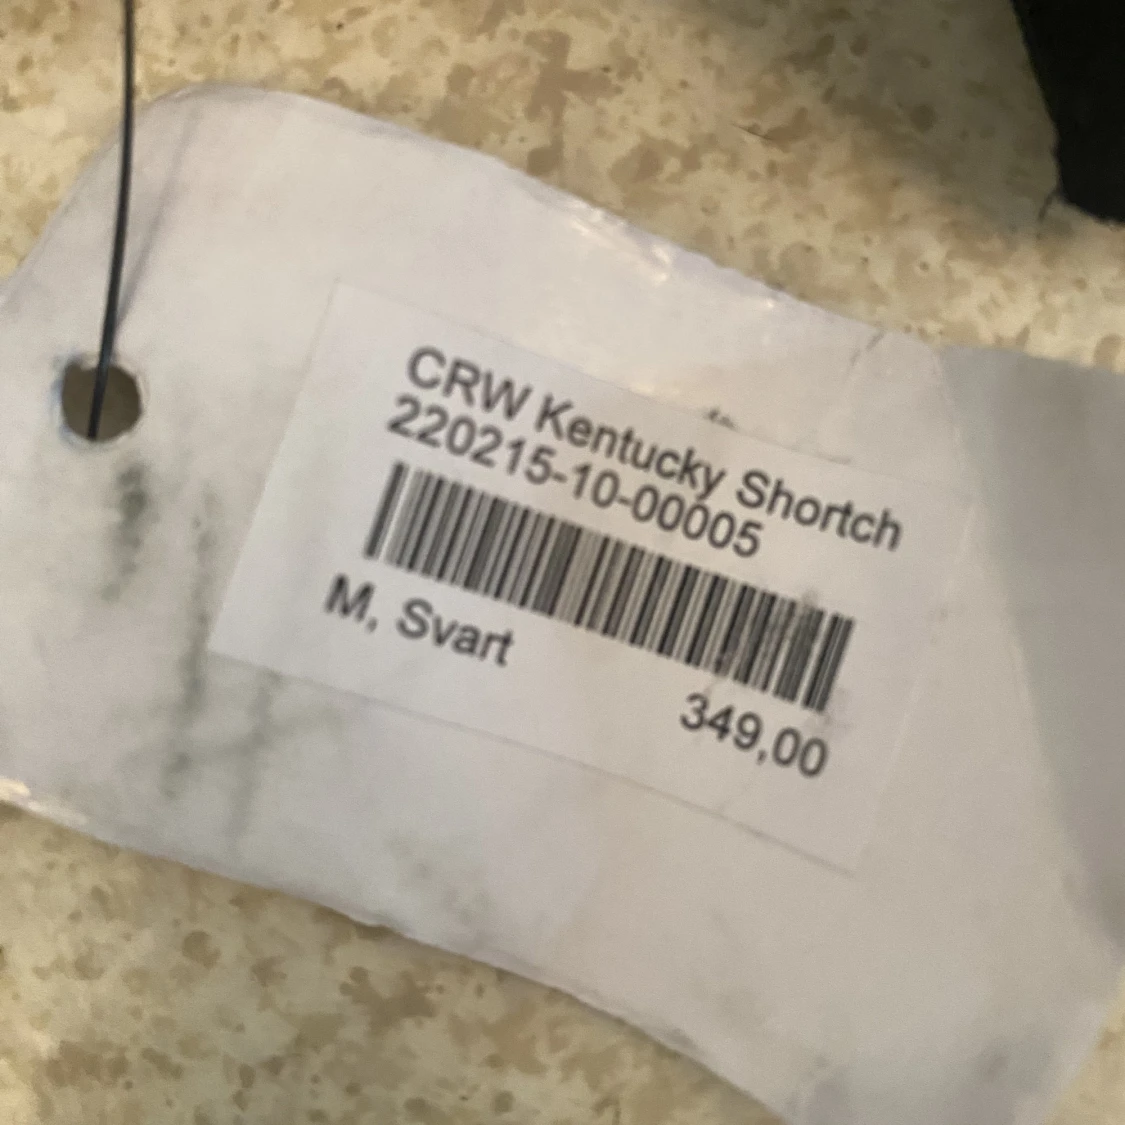 CRW Kentucky Shortch
220215-10-00005
M, Svart
349,00